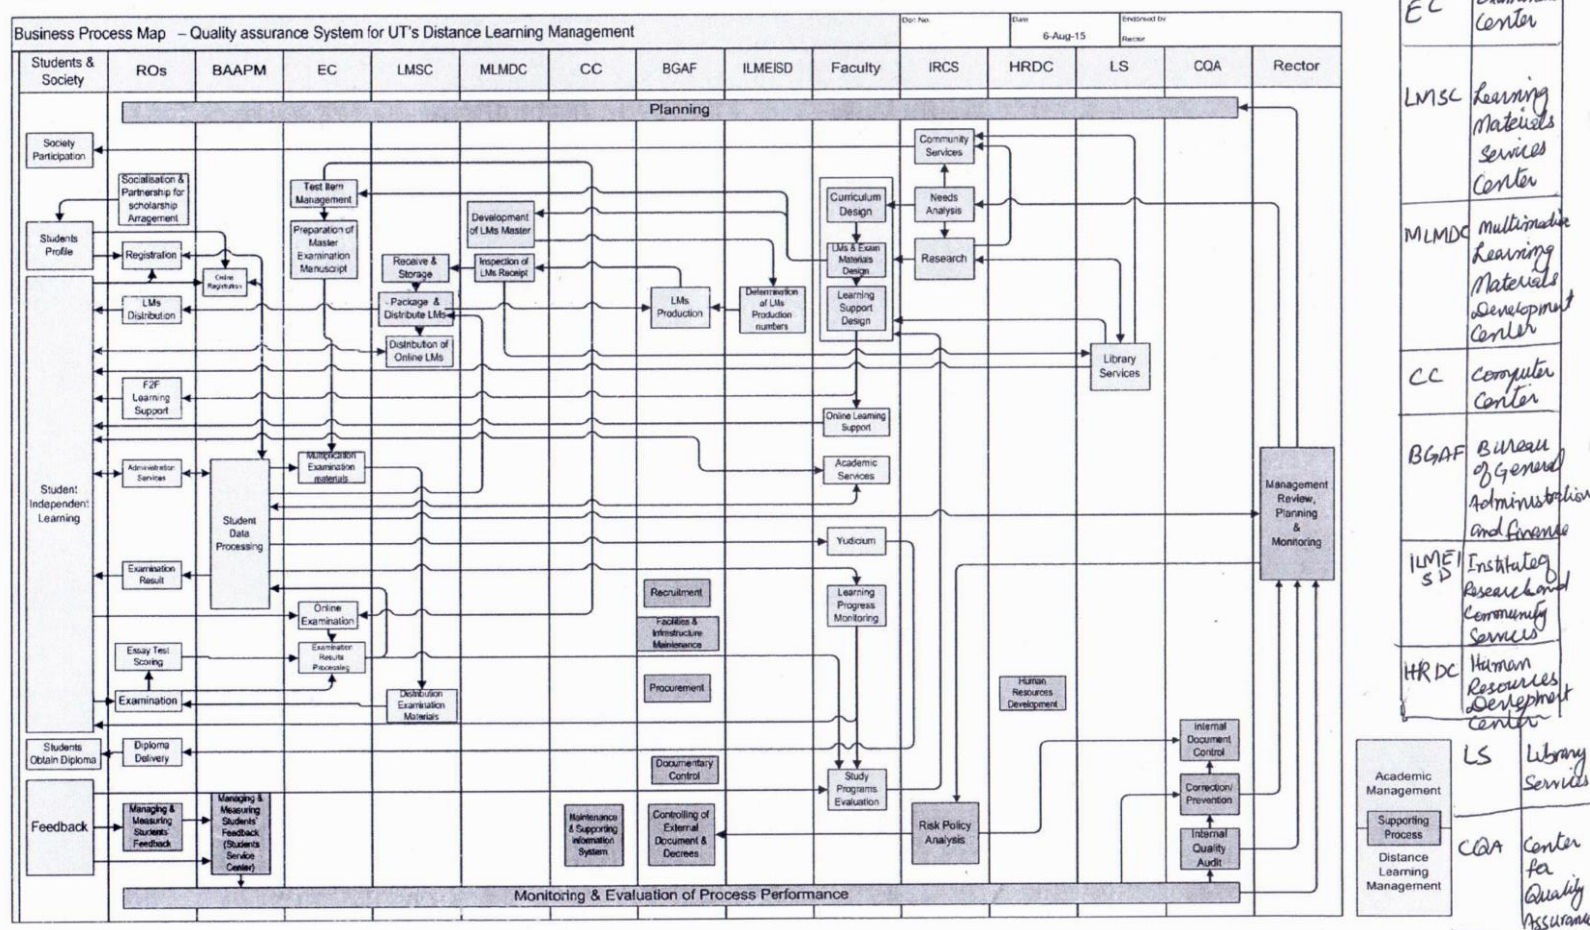 Business Process Map – Quality assurance System for UT's Distance Learning Management
Dort No.
Date
6-Aug-15
Endorsed by
Rector
Students &
Society
ROs
BAAPM
EC
LMSC
MLMDC
CC
BGAF
ILMEISD
Faculty
IRCS
HRDC
LS
CQA
Rector
Planning
Society
Participation
Community
Services
Socialisation &
Partnership for
scholarship
Arragement
Test Item
Management
Development
of LMs Master
Curriculum
Design
Needs
Analysis
Students
Profile
Registration
Online
Registration
Preparation of
Master
Examination
Manuscript
Receive &
Storage
Inspection of
LMs Receipt
LMs & Exam
Materials
Design
Research
LMs
Distribution
- Package &
Distribute LMs
LMs
Production
Determination
of LMs
Production
numbers
Learning
Support
Design
Distribution of
Online LMs
Library
Services
F2F
Learning
Support
Online Learning
Support
Student
Independent
Learning
Administration
Services
Student
Data
Processing
Multiplication
Examination
materials
Academic
Services
Management
Review,
Planning
&
Monitoring
Yudicium
Examination
Result
Recruitment
Learning
Progress
Monitoring
Online
Examination
Facilities &
Infrastructure
Maintenance
Essay Test
Scoring
Examination
Results
Processing
Procurement
Human
Resources
Development
Examination
Distribution
Examination
Materials
Students
Obtain Diploma
Diploma
Delivery
Documentary
Control
Study
Programs
Evaluation
Internal
Document
Control
Correction/
Prevention
Feedback
Managing &
Measuring
Students'
Feedback
Managing &
Measuring
Students'
Feedback
(Students
Service
Center)
Maintenance
& Supporting
Information
System
Controlling of
External
Document &
Decrees
Risk Policy
Analysis
Internal
Quality
Audit
Monitoring & Evaluation of Process Performance
Academic
Management
Supporting
Process
Distance
Learning
Management
EC
Center
LMSC Learning
Materials
Services
Center
MLMDC Multimedia
Learning
Materials
Development
Center
CC Computer
Center
BGAF Bureau
of General
Administration
and Finance
ILMEI Institute of
SD Research and
Community
Services
HRDC Human
Resources
Center
LS Library
Services
CQA Center
for
Quality
Assurance